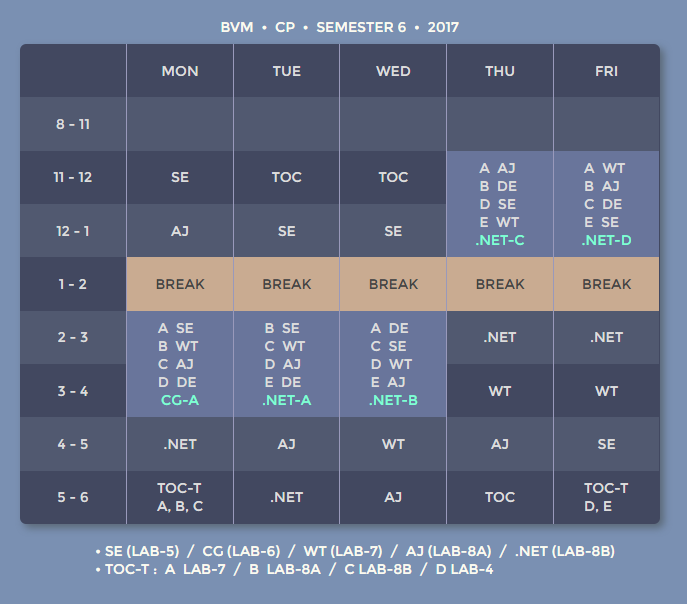 BVM • CP • SEMESTER 6 • 2017
MON TUE WED THU FRI
8 - 11
11 - 12 SE TOC TOC
A AJ
B DE
D SE
E WT
.NET-C
A WT
B AJ
C DE
E SE
.NET-D
12 - 1 AJ SE SE
1 - 2 BREAK BREAK BREAK BREAK BREAK
2 - 3
A SE
B WT
C AJ
D DE
CG-A
B SE
C WT
D AJ
E DE
.NET-A
A DE
C SE
D WT
E AJ
.NET-B
.NET .NET
3 - 4 WT WT
4 - 5 .NET AJ WT AJ SE
5 - 6
TOC-T
A, B, C
.NET AJ TOC
TOC-T
D, E
• SE (LAB-5) / CG (LAB-6) / WT (LAB-7) / AJ (LAB-8A) / .NET (LAB-8B)
• TOC-T : A LAB-7 / B LAB-8A / C LAB-8B / D LAB-4